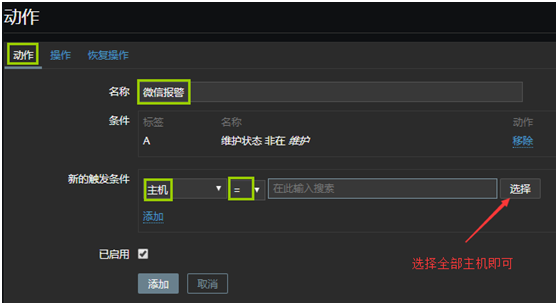 动作
动作 操作 恢复操作
名称 微信报警
条件 标签 名称 动作
A 维护状态 非在 维护 移除
新的触发条件 主机 = 在此输入搜索 选择
添加
已启用
选择全部主机即可
添加 取消